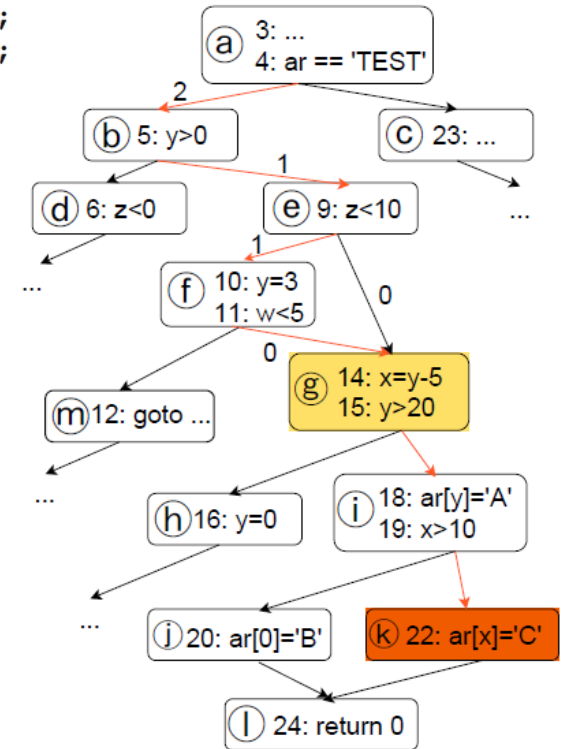 ;
;
a 3: ...
4: ar == 'TEST'
2
b 5: y>0
c 23: ...
1
d 6: z<0
e 9: z<10
...
...
1
f 10: y=3
11: w<5
0
0
g 14: x=y-5
15: y>20
m 12: goto ...
...
h 16: y=0
i 18: ar[y]='A'
19: x>10
...
j 20: ar[0]='B'
k 22: ar[x]='C'
l 24: return 0